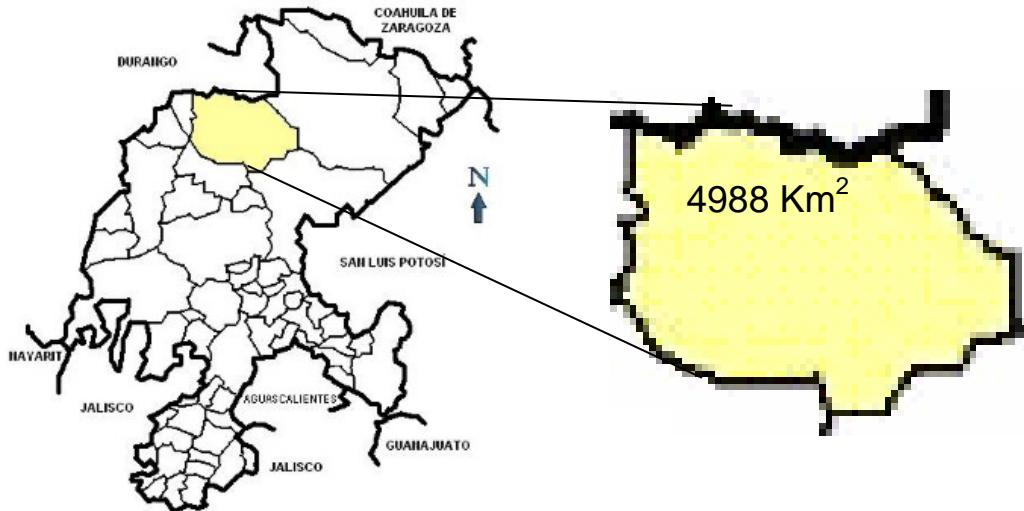 COAHUILA DE
ZARAGOZA
DURANGO
4988 Km²
N
SAN LUIS POTOSI
NAYARIT
JALISCO
AGUASCALIENTES
GUANAJUATO
JALISCO